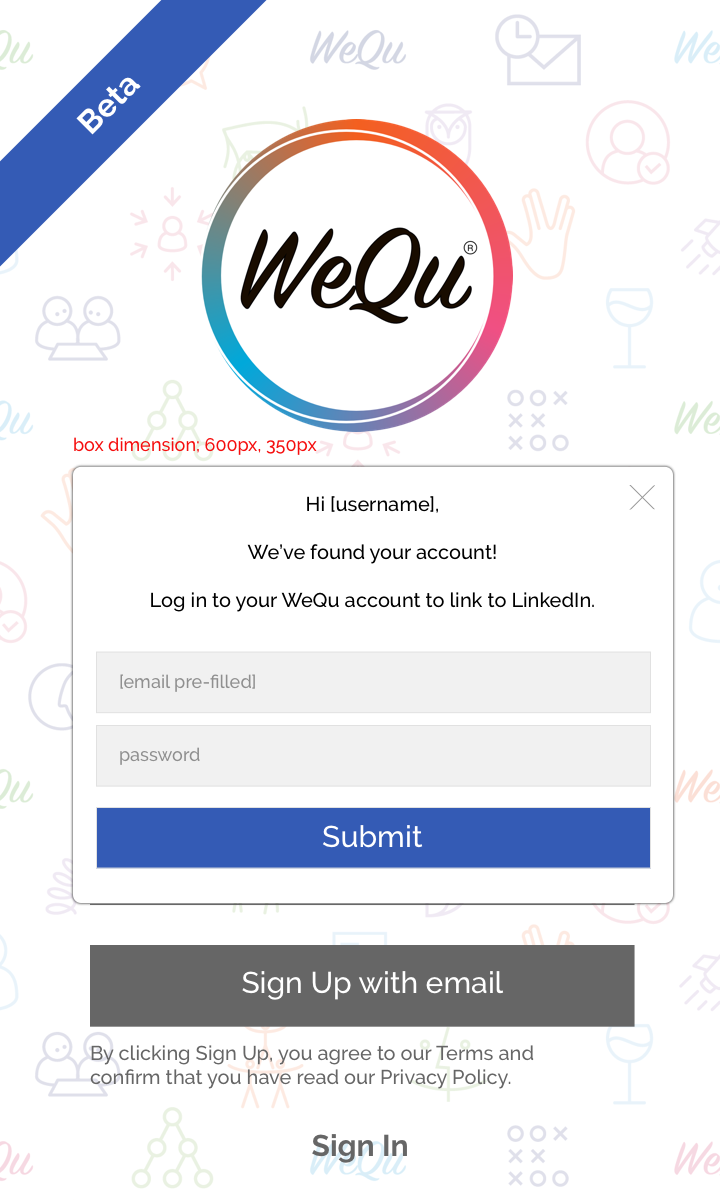 Beta
WeQu
WeQu®
box dimension; 600px, 350px
Hi [username],
We've found your account!
Log in to your WeQu account to link to LinkedIn.
[email pre-filled]
password
Submit
Sign Up with email
By clicking Sign Up, you agree to our Terms and
confirm that you have read our Privacy Policy.
Sign In